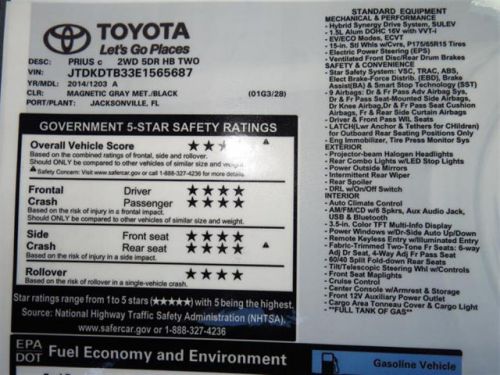 TOYOTA
Let's Go Places
DESC: PRIUS c 2WD 5DR HB TWO
VIN: JTDKDTB33E1565687
YR/MDL: 2014/1203 A
CLR: MAGNETIC GRAY MET./BLACK (01G3/28)
PORT/PLANT: JACKSONVILLE, FL
GOVERNMENT 5-STAR SAFETY RATINGS
Overall Vehicle Score ★★★★
Based on the combined ratings of frontal, side and rollover.
Should ONLY be compared to other vehicles of similar size and weight.
Safety Concern: Visit www.safercar.gov or call 1-888-327-4236 for more details.
Frontal Driver ★★★★
Crash Passenger ★★★★
Based on the risk of injury in a frontal impact.
Should ONLY be compared to other vehicles of similar size and weight.
Side Front seat ★★★★
Crash Rear seat ★★★
Based on the risk of injury in a side impact.
Rollover ★★★★
Based on the risk of rollover in a single-vehicle crash.
Star ratings range from 1 to 5 stars (★★★★★) with 5 being the highest.
Source: National Highway Traffic Safety Administration (NHTSA).
www.safercar.gov or 1-888-327-4236
EPA
DOT Fuel Economy and Environment
Gasoline Vehicle
STANDARD EQUIPMENT
MECHANICAL & PERFORMANCE
• Hybrid Synergy Drive System, SULEV
• 1.5L Alum DOHC 16V with VVT-i
• EV/ECO Modes, ECVT
• 15-in. Stl Whls w/Cvrs, P175/65R15 Tires
• Electric Power Steering
• Ventilated Front Disc/Rear Drum Brakes
SAFETY & CONVENIENCE
• Star Safety System: VSC, TRAC, ABS,
Elect Brake-Force Distrib. (EBD), Brake
Assist(BA) & Smart Stop Technology (SST)
• 9 Airbags: Dr & Fr Pass Adv Airbag Sys,
Dr & Fr Pass Seat-Mounted Side Airbags,
Dr Knee Airbag,Dr & Fr Pass Seat Cushion
Airbags, Fr & Rear Side Curtain Airbags
• Driver & Front Pass WIL Seats
• LATCH(Lwr Anchor & Tethers for CHildren)
for Outboard Rear Seating Positions Only
• Eng Immobilizer, Tire Press Monitor Sys
EXTERIOR
• Projector-beam Halogen Headlights
• Rear Combo Lights w/LED Stop Lights
• Power Outside Mirrors
• Intermittent Rear Wiper
• Rear Spoiler
• DRL w/On/Off Switch
INTERIOR
• Auto Climate Control
• AM/FM/CD w/6 Spkrs, Aux Audio Jack,
USB & Bluetooth
• 3.5-in. Color TFT Multi-Info Display
• Power Windows w/Dr-Side Auto Up/Down
• Remote Keyless Entry w/Illuminated Entry
• Fabric-Trimmed Two-Tone Fr Seats: 6-way
Adj Dr Seat, 4-Way Adj Fr Pass Seat
• 60/40 Split Fold-down Rear Seats
• Tilt/Telescopic Steering Whl w/Controls
• Front Seat Maplights
• Cruise Control
• Center Console w/Armrest & Storage
• Front 12V Auxiliary Power Outlet
• Cargo Area Tonneau Cover & Cargo Light
**FULL TANK OF GAS**